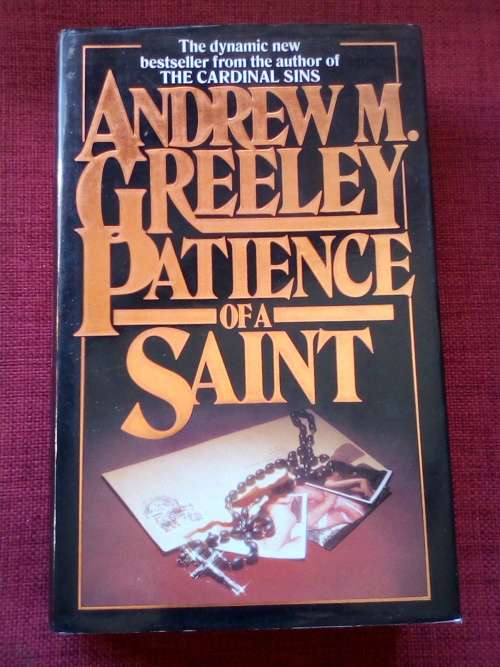 The dynamic new
bestseller from the author of
THE CARDINAL SINS
ANDREW M.
GREELEY
PATIENCE
OF A
SAINT